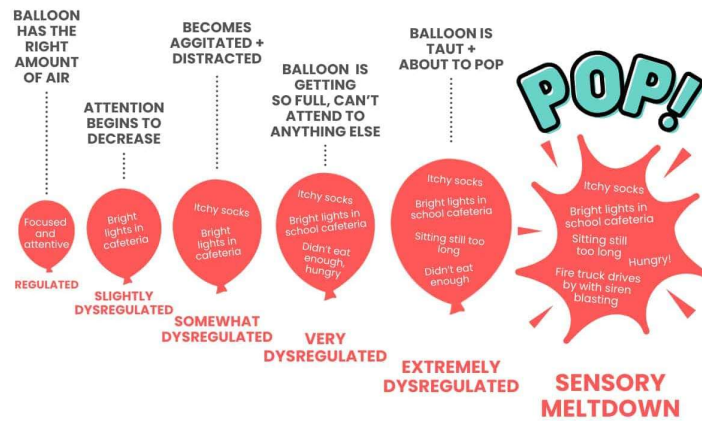 BALLOON
HAS THE
RIGHT
AMOUNT
OF AIR
Focused
and
attentive
REGULATED
ATTENTION
BEGINS TO
DECREASE
Bright
lights in
cafeteria
SLIGHTLY
DYSREGULATED
BECOMES
AGGITATED +
DISTRACTED
Itchy socks
Bright
lights in
cafeteria
SOMEWHAT
DYSREGULATED
BALLOON IS
GETTING
SO FULL, CAN'T
ATTEND TO
ANYTHING ELSE
Itchy socks
Bright lights in
school cafeteria
Didn't eat
enough,
hungry
VERY
DYSREGULATED
BALLOON IS
TAUT +
ABOUT TO POP
Itchy socks
Bright lights in
school cafeteria
Sitting still too
long
Didn't eat
enough
EXTREMELY
DYSREGULATED
POP!
Itchy socks
Bright lights in
school cafeteria
Sitting still
too long
Hungry!
Fire truck drives
by with siren
blasting
SENSORY
MELTDOWN